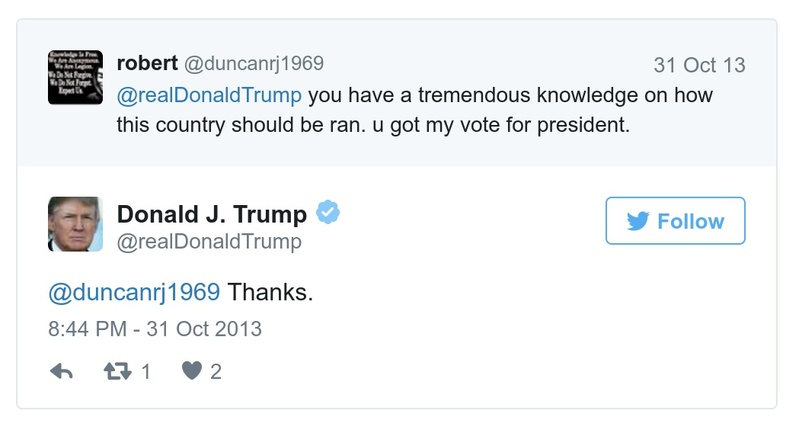 Knowledge Is Free.
We Are Anonymous.
We Are Legion.
We Do Not Forgive.
We Do Not Forget.
Expect Us.
robert @duncanrj1969
31 Oct 13
@realDonaldTrump you have a tremendous knowledge on how
this country should be ran. u got my vote for president.
Donald J. Trump
@realDonaldTrump
Follow
@duncanrj1969 Thanks.
8:44 PM - 31 Oct 2013
1 2